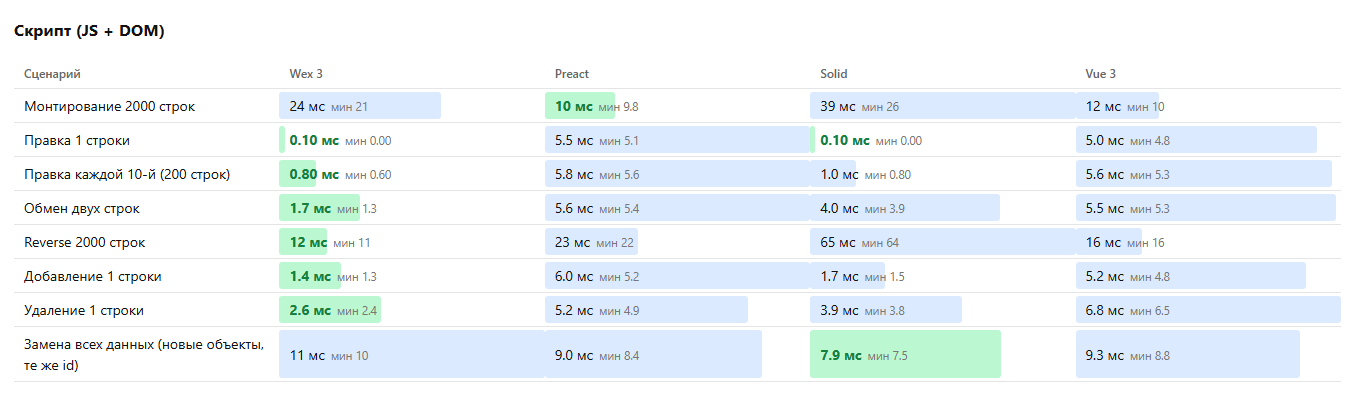 Скрипт (JS + DOM)
Сценарий Wex 3 Preact Solid Vue 3
Монтирование 2000 строк 24 мс мин 21 10 мс мин 9.8 39 мс мин 26 12 мс мин 10
Правка 1 строки 0.10 мс мин 0.00 5.5 мс мин 5.1 0.10 мс мин 0.00 5.0 мс мин 4.8
Правка каждой 10-й (200 строк) 0.80 мс мин 0.60 5.8 мс мин 5.6 1.0 мс мин 0.80 5.6 мс мин 5.3
Обмен двух строк 1.7 мс мин 1.3 5.6 мс мин 5.4 4.0 мс мин 3.9 5.5 мс мин 5.3
Reverse 2000 строк 12 мс мин 11 23 мс мин 22 65 мс мин 64 16 мс мин 16
Добавление 1 строки 1.4 мс мин 1.3 6.0 мс мин 5.2 1.7 мс мин 1.5 5.2 мс мин 4.8
Удаление 1 строки 2.6 мс мин 2.4 5.2 мс мин 4.9 3.9 мс мин 3.8 6.8 мс мин 6.5
Замена всех данных (новые объекты,
те же id) 11 мс мин 10 9.0 мс мин 8.4 7.9 мс мин 7.5 9.3 мс мин 8.8